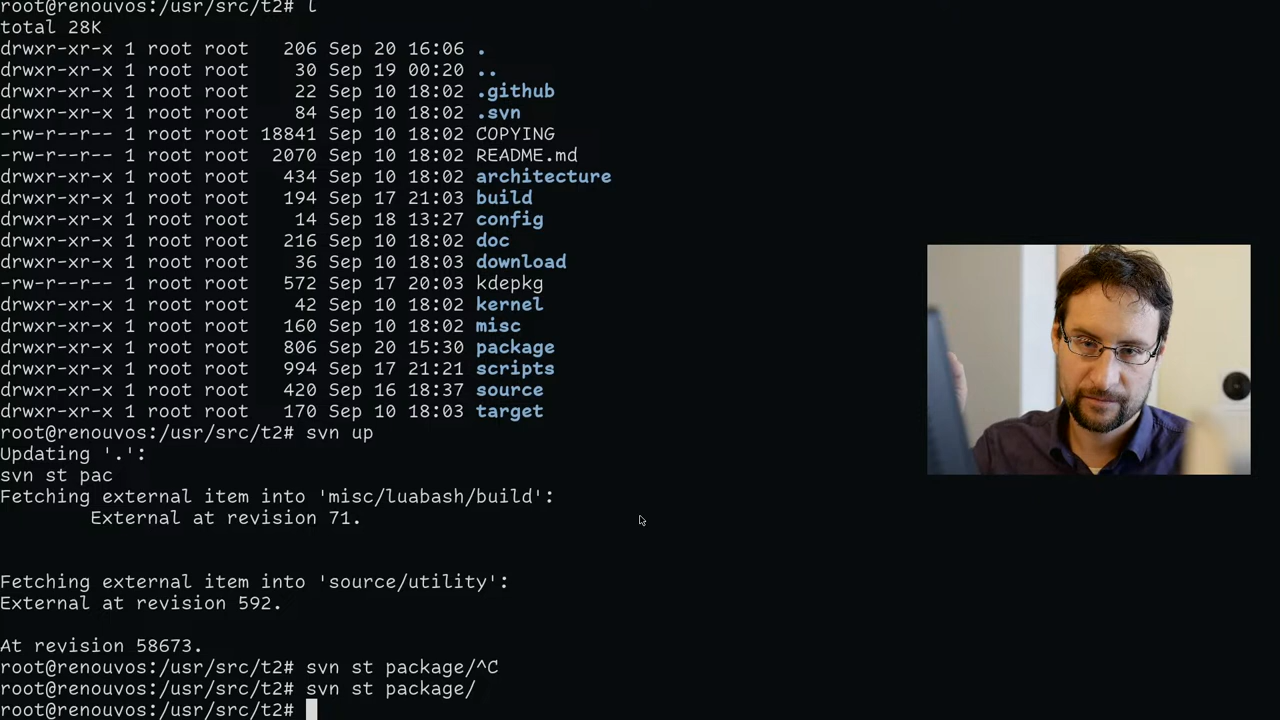 root@renouvos:/usr/src/t2# l
total 28K
drwxr-xr-x 1 root root   206 Sep 20 16:06 .
drwxr-xr-x 1 root root    30 Sep 19 00:20 ..
drwxr-xr-x 1 root root    22 Sep 10 18:02 .github
drwxr-xr-x 1 root root    84 Sep 10 18:02 .svn
-rw-r--r-- 1 root root 18841 Sep 10 18:02 COPYING
-rw-r--r-- 1 root root  2070 Sep 10 18:02 README.md
drwxr-xr-x 1 root root   434 Sep 10 18:02 architecture
drwxr-xr-x 1 root root   194 Sep 17 21:03 build
drwxr-xr-x 1 root root    14 Sep 18 13:27 config
drwxr-xr-x 1 root root   216 Sep 10 18:02 doc
drwxr-xr-x 1 root root    36 Sep 10 18:03 download
-rw-r--r-- 1 root root   572 Sep 17 20:03 kdepkg
drwxr-xr-x 1 root root    42 Sep 10 18:02 kernel
drwxr-xr-x 1 root root   160 Sep 10 18:02 misc
drwxr-xr-x 1 root root   806 Sep 20 15:30 package
drwxr-xr-x 1 root root   994 Sep 17 21:21 scripts
drwxr-xr-x 1 root root   420 Sep 16 18:37 source
drwxr-xr-x 1 root root   170 Sep 10 18:03 target
root@renouvos:/usr/src/t2# svn up
Updating '.':
svn st pac
Fetching external item into 'misc/luabash/build':
        External at revision 71.
Fetching external item into 'source/utility':
External at revision 592.
At revision 58673.
root@renouvos:/usr/src/t2# svn st package/^C
root@renouvos:/usr/src/t2# svn st package/
root@renouvos:/usr/src/t2#